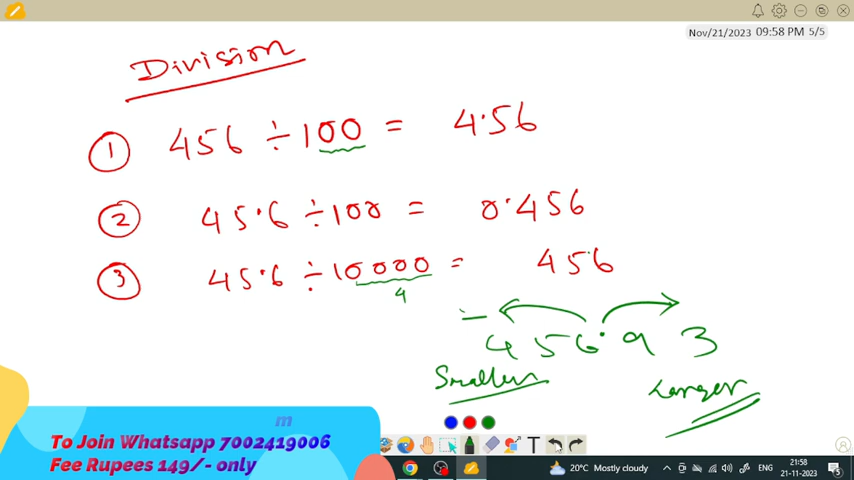 Nov/21/2023 09:58 PM 5/5
Division
1 456 ÷ 100 = 4.56
2 45.6 ÷ 100 = 0.456
3 45.6 ÷ 10000 = 456
4
÷
456.93
Smaller
Larger
m
To Join Whatsapp 7002419006
Fee Rupees 149/- only
T
20°C Mostly cloudy
ENG
21:58
21-11-2023
5